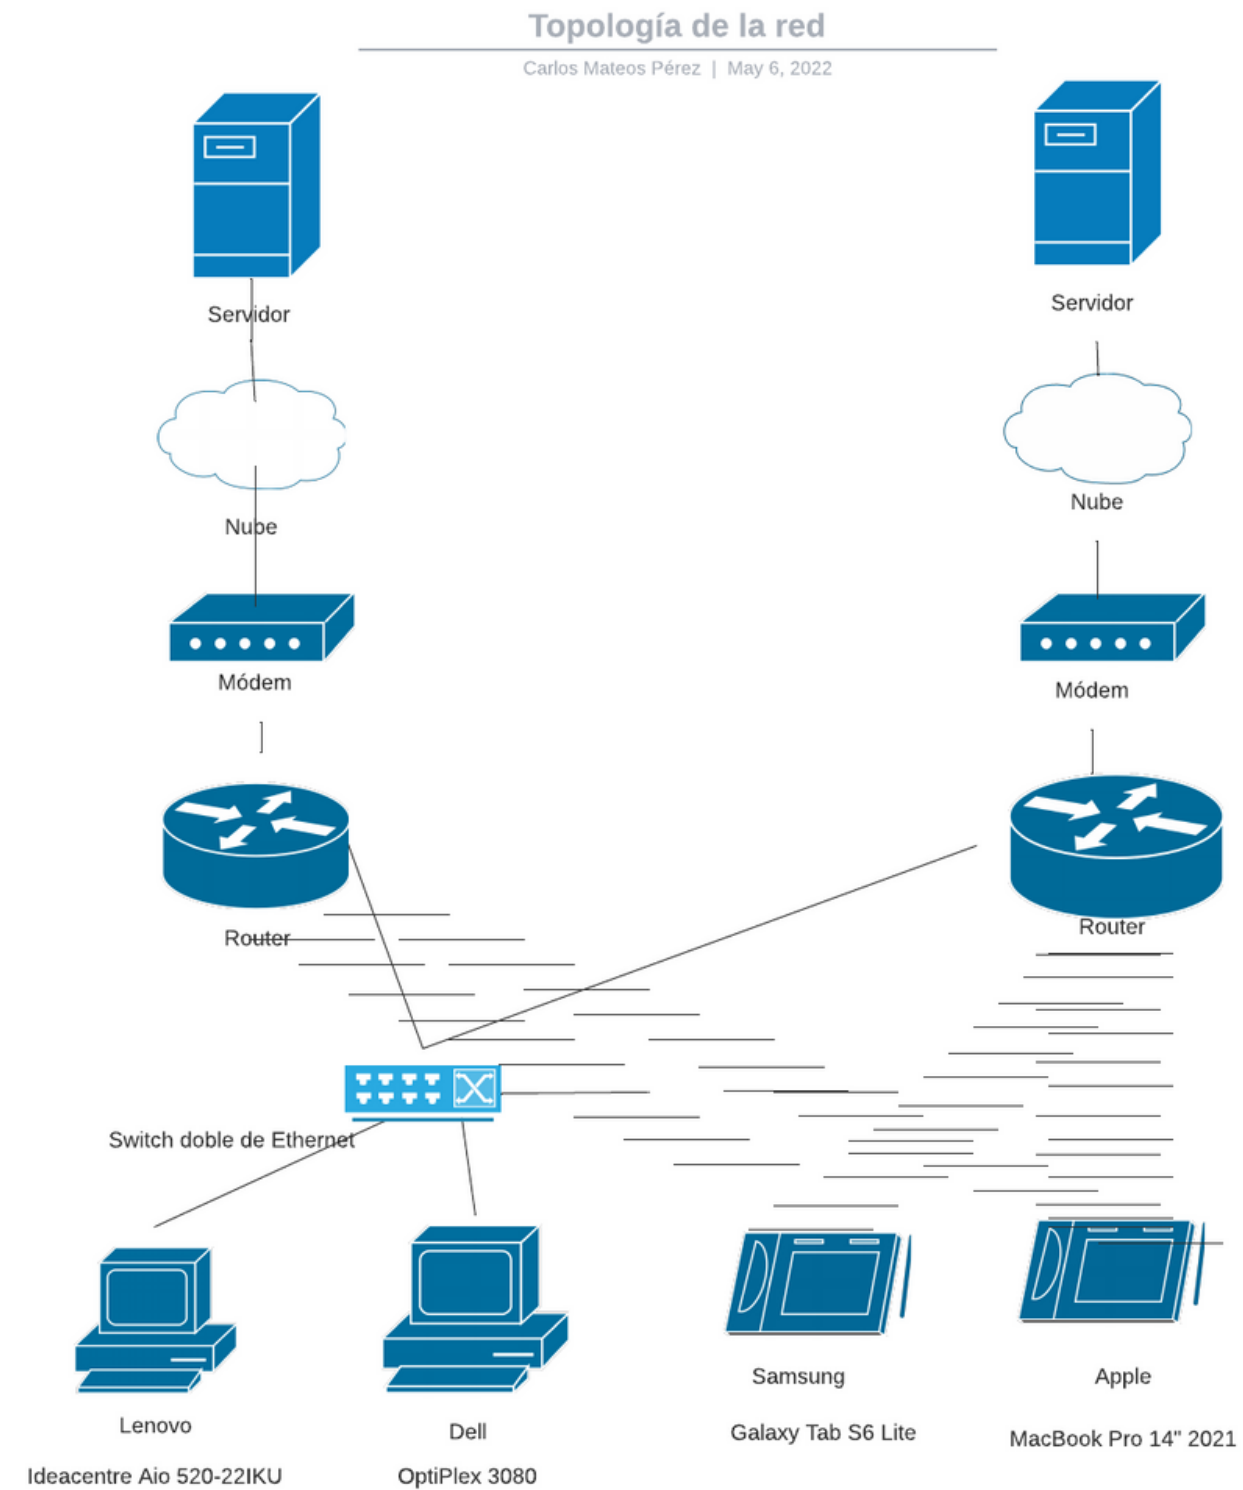 Topología de la red
Carlos Mateos Pérez | May 6, 2022
Servidor
Servidor
Nube
Nube
Módem
Módem
Router
Router
Switch doble de Ethernet
Lenovo
Ideacentre Aio 520-22IKU
Dell
OptiPlex 3080
Samsung
Galaxy Tab S6 Lite
Apple
MacBook Pro 14" 2021